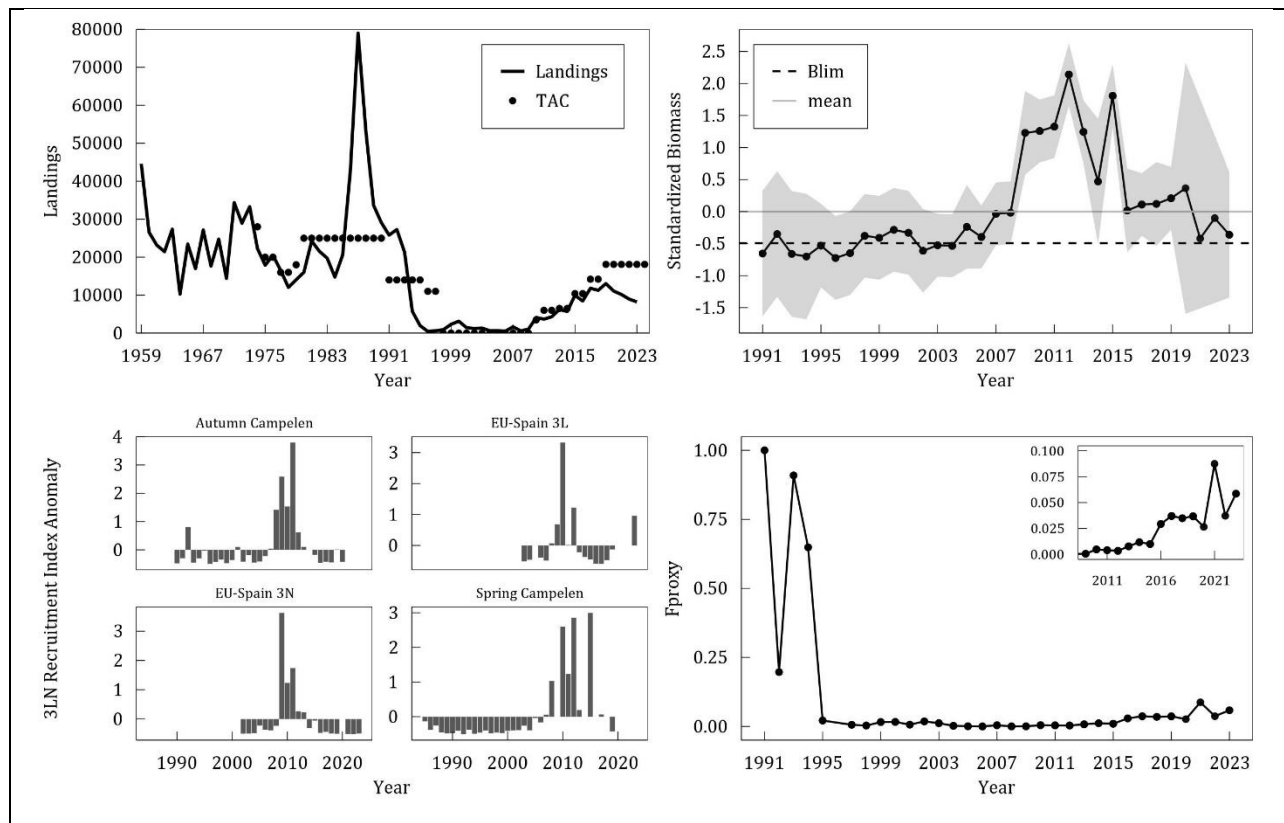 80000
70000
60000
50000
40000
30000
20000
10000
0
Landings
Landings
TAC
1959 1967 1975 1983 1991 1999 2007 2015 2023
Year
2.5
2.0
1.5
1.0
0.5
0.0
-0.5
-1.0
-1.5
Standardized Biomass
Blim
mean
1991 1995 1999 2003 2007 2012 2015 2019 2023
Year
3LN Recruitment Index Anomaly
Autumn Campelen
4
3
2
1
0
EU-Spain 3L
3
2
1
0
EU-Spain 3N
3
2
1
0
1990 2000 2010 2020
Spring Campelen
3
2
1
0
1990 2000 2010 2020
Year
1.00
0.75
0.50
0.25
0.00
Fproxy
0.100
0.075
0.050
0.025
0.000
2011 2016 2021
1991 1995 1999 2003 2007 2011 2015 2019 2023
Year